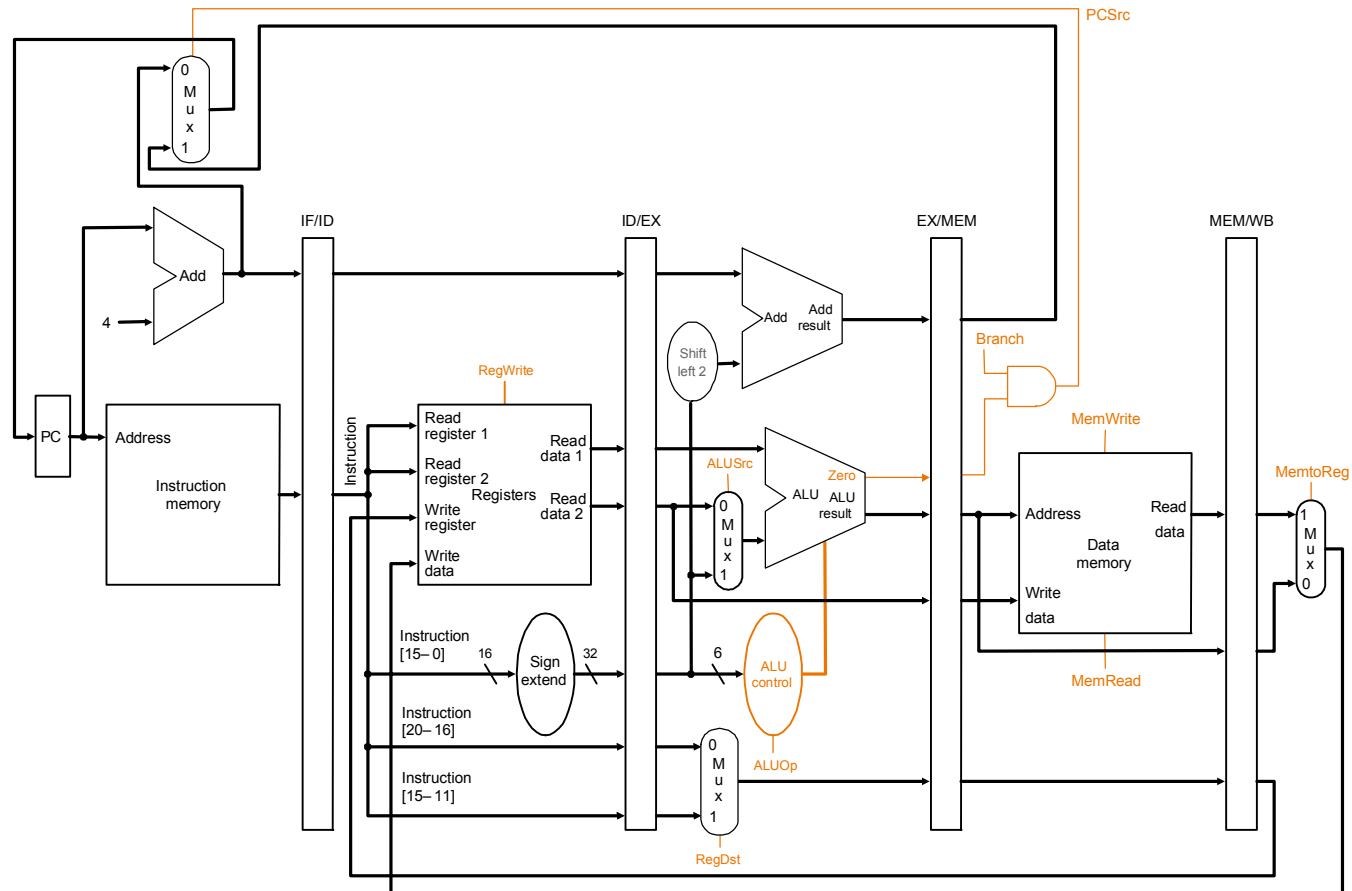 PCSrc
0
M
u
x
1
IF/ID
ID/EX
EX/MEM
MEM/WB
Add
4
Add
Add
result
Shift
left 2
Branch
RegWrite
PC
Address
Instruction
memory
Instruction
Read
register 1
Read
register 2
Write
register
Write
data
Registers
Read
data 1
Read
data 2
ALUSrc
0
M
u
x
1
Zero
ALU
ALU
result
MemWrite
Address
Read
data
Data
memory
Write
data
MemRead
MemtoReg
1
M
u
x
0
Instruction
[15– 0]
16
Sign
extend
32
6
ALU
control
ALUOp
Instruction
[20– 16]
Instruction
[15– 11]
0
M
u
x
1
RegDst